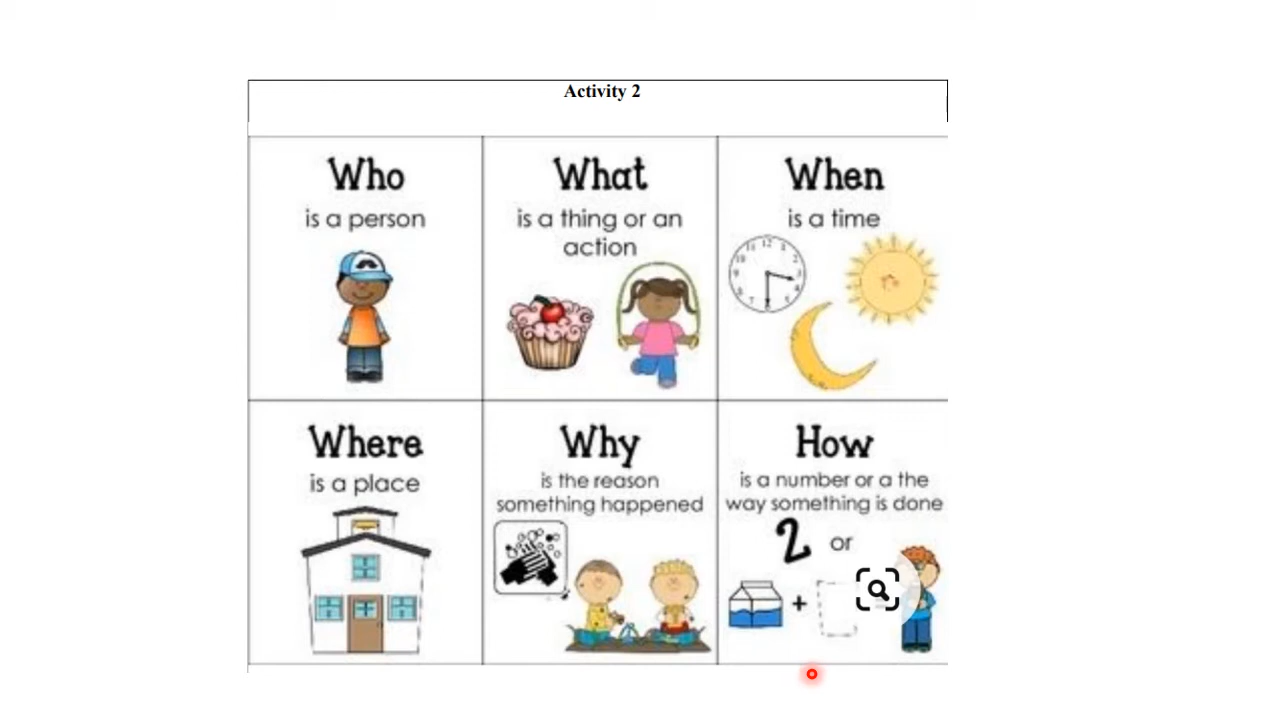 Activity 2
Who
is a person
What
is a thing or an
action
When
is a time
Where
is a place
Why
is the reason
something happened
How
is a number or a the
way something is done
2 or
+